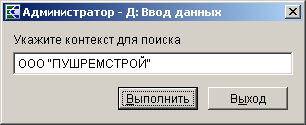 Администратор - Д: Ввод данных
Укажите контекст для поиска
ООО "ПУШРЕМСТРОЙ"
Выполнить Выход